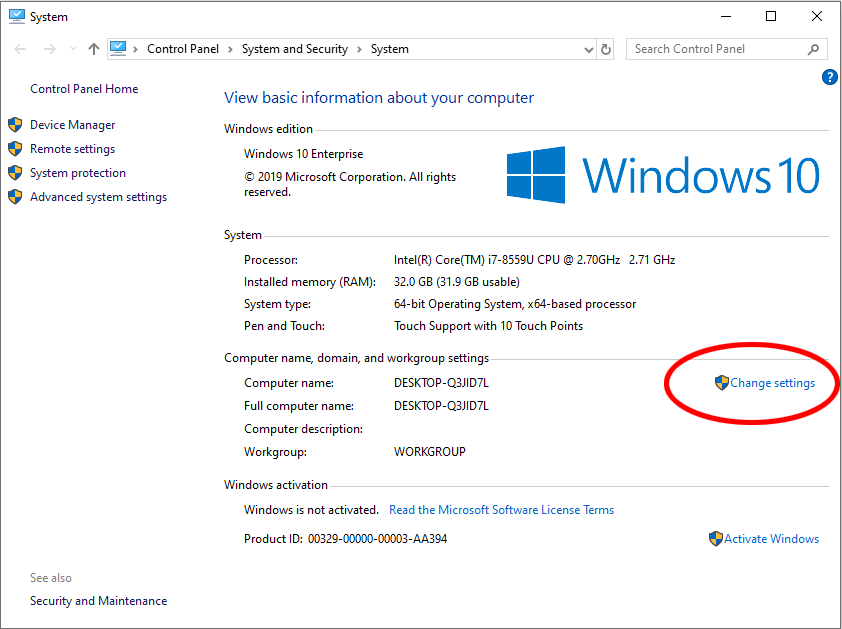 System
Control Panel > System and Security > System
Search Control Panel
?
Control Panel Home
Device Manager
Remote settings
System protection
Advanced system settings
See also
Security and Maintenance
View basic information about your computer
Windows edition
Windows 10 Enterprise
© 2019 Microsoft Corporation. All rights
reserved.
Windows 10
System
Processor: Intel(R) Core(TM) i7-8559U CPU @ 2.70GHz 2.71 GHz
Installed memory (RAM): 32.0 GB (31.9 GB usable)
System type: 64-bit Operating System, x64-based processor
Pen and Touch: Touch Support with 10 Touch Points
Computer name, domain, and workgroup settings
Computer name: DESKTOP-Q3JID7L Change settings
Full computer name: DESKTOP-Q3JID7L
Computer description:
Workgroup: WORKGROUP
Windows activation
Windows is not activated. Read the Microsoft Software License Terms
Product ID: 00329-00000-00003-AA394 Activate Windows